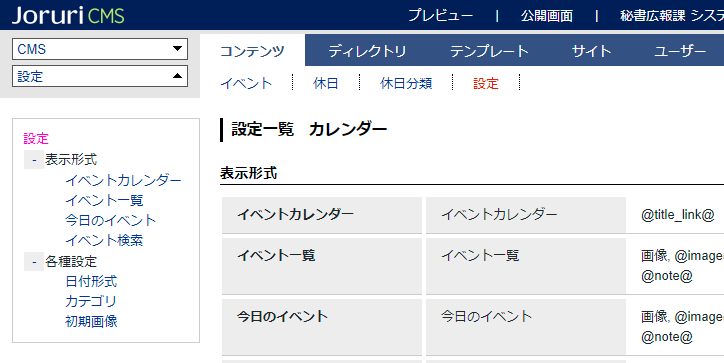 Joruri CMS プレビュー | 公開画面 | 秘書広報課 システ
CMS
設定
コンテンツ ディレクトリ テンプレート サイト ユーザー
イベント 休日 休日分類 設定
設定
- 表示形式
イベントカレンダー
イベント一覧
今日のイベント
イベント検索
- 各種設定
日付形式
カテゴリ
初期画像
設定一覧 カレンダー
表示形式
イベントカレンダー イベントカレンダー @title_link@
イベント一覧 イベント一覧 画像, @image
@note@
今日のイベント 今日のイベント 画像, @image
@note@